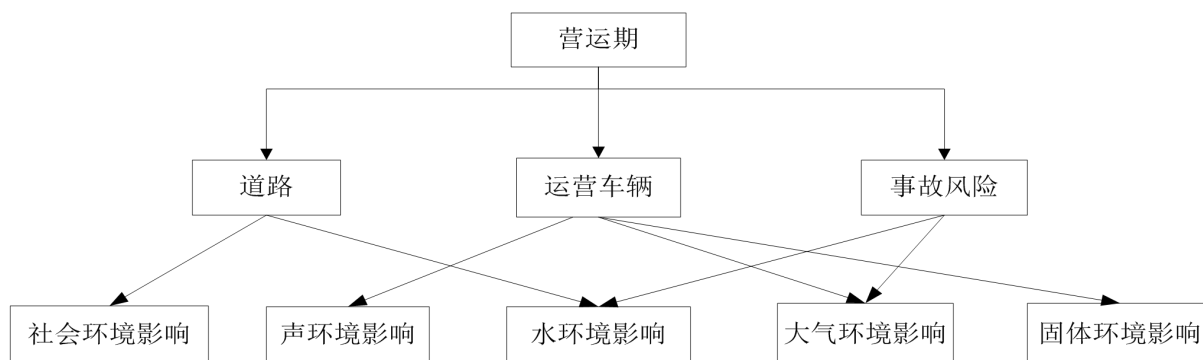 营运期
道路
运营车辆
事故风险
社会环境影响
声环境影响
水环境影响
大气环境影响
固体环境影响